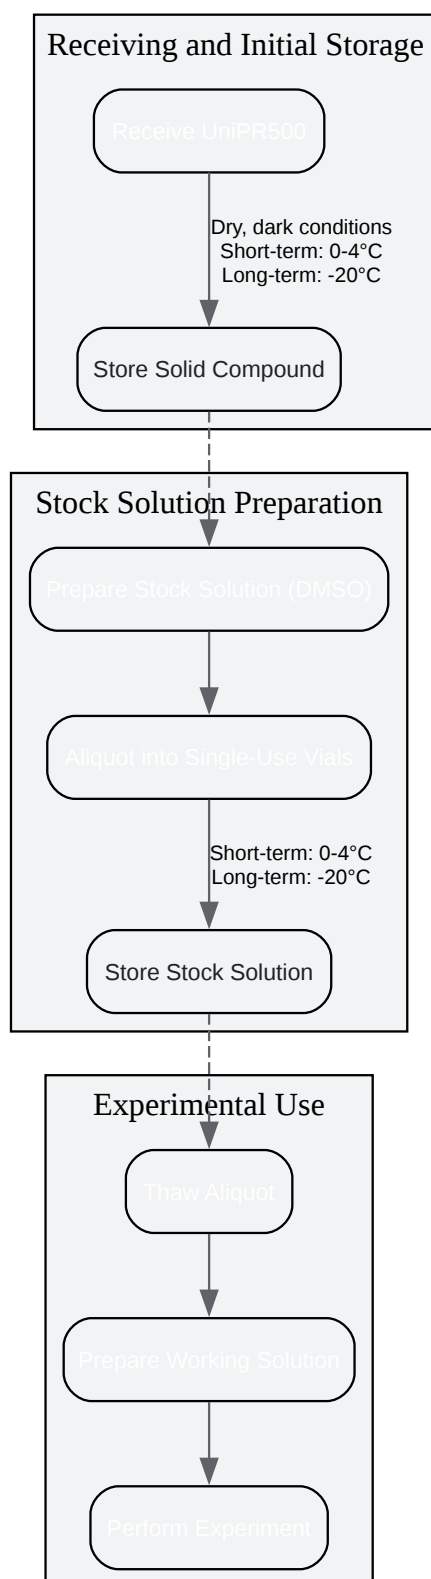 Receiving and Initial Storage
Receive UniPR500
Dry, dark conditions
Short-term: 0-4°C
Long-term: -20°C
Store Solid Compound
Stock Solution Preparation
Prepare Stock Solution (DMSO)
Aliquot into Single-Use Vials
Short-term: 0-4°C
Long-term: -20°C
Store Stock Solution
Experimental Use
Thaw Aliquot
Prepare Working Solution
Perform Experiment